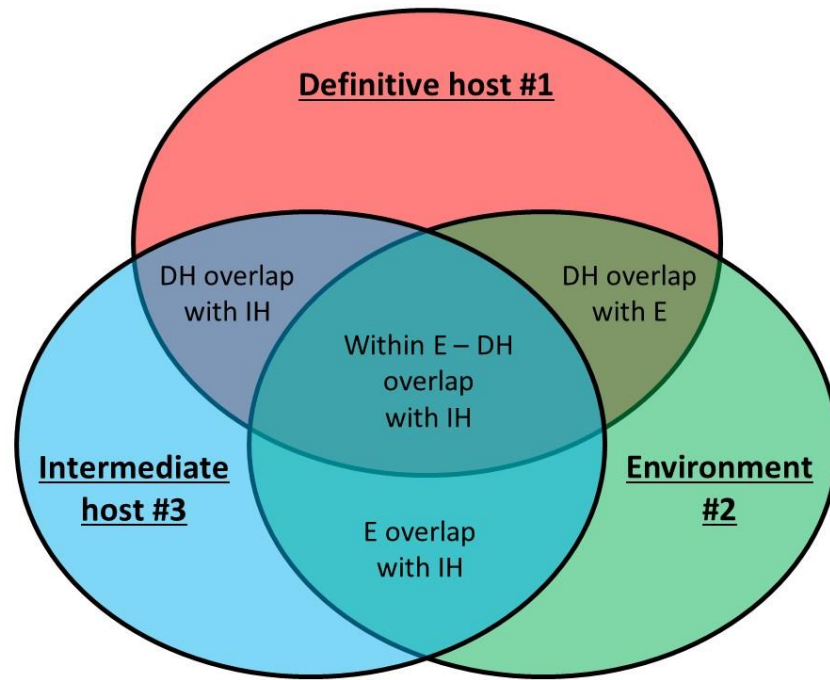 Definitive host #1
DH overlap
with IH
DH overlap
with E
Within E – DH
overlap
with IH
Intermediate
host #3
Environment
#2
E overlap
with IH